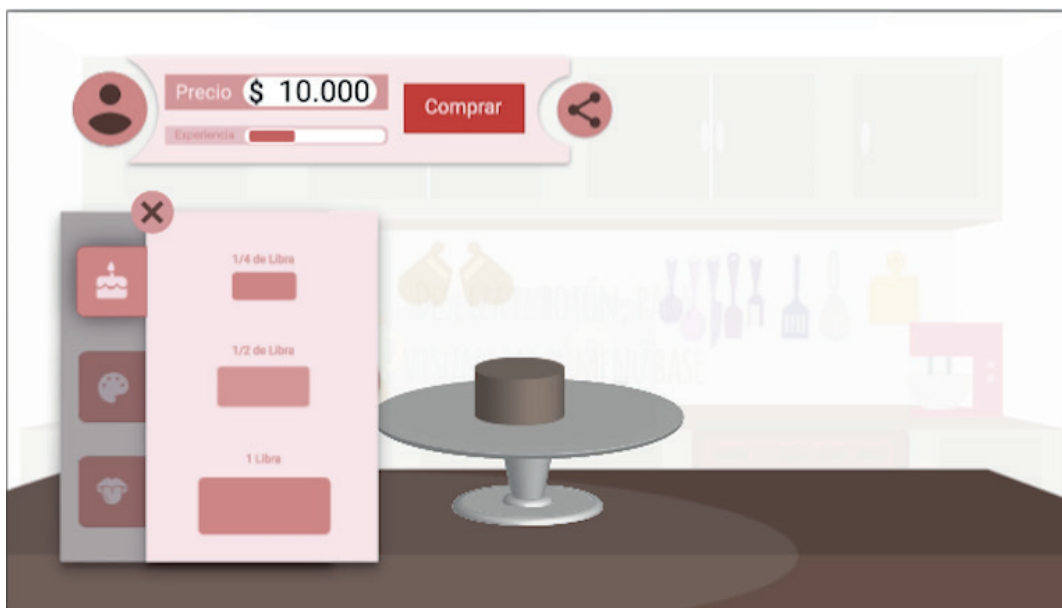 Precio $ 10.000
Comprar
Experiencia
1/4 de Libra
1/2 de Libra
1 Libra